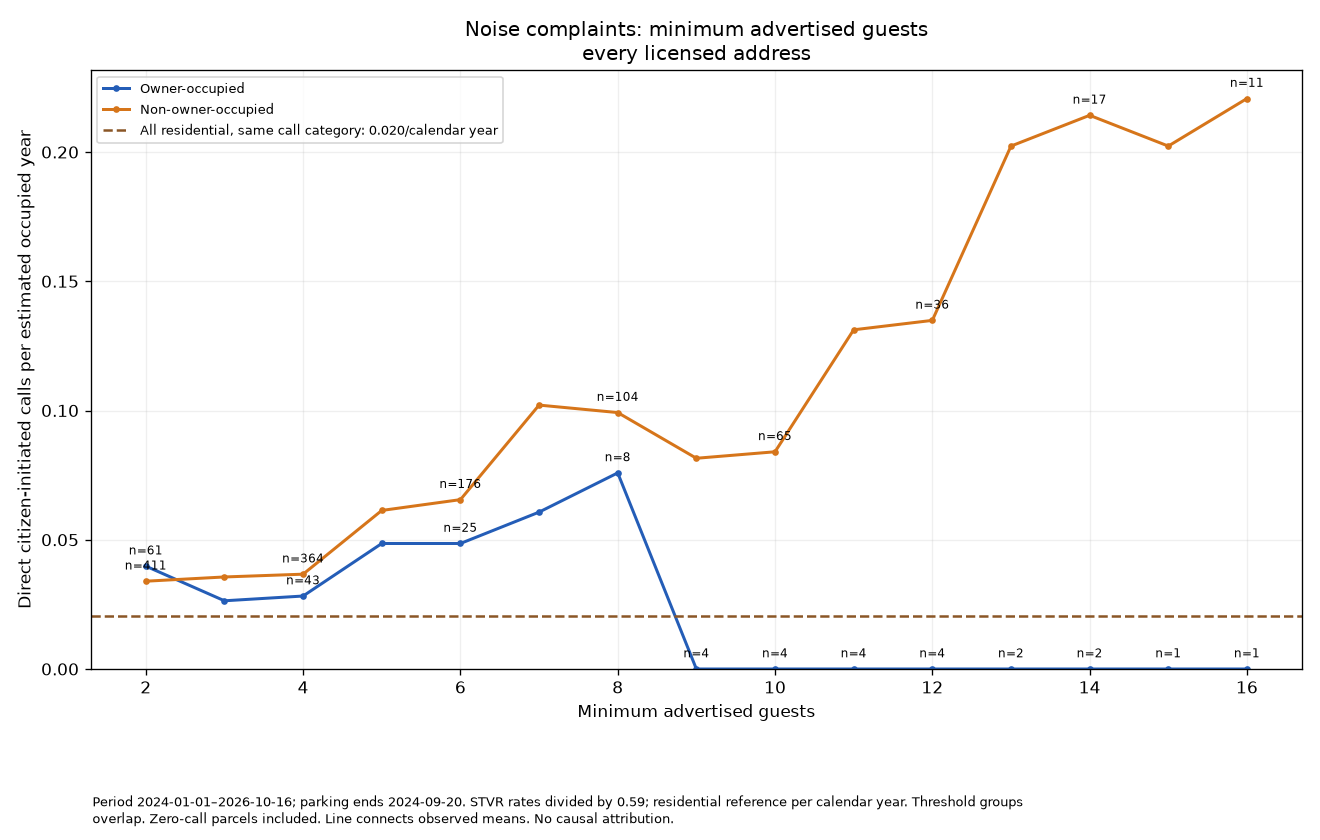 Noise complaints: minimum advertised guests
every licensed address
Owner-occupied
Non-owner-occupied
All residential, same call category: 0.020/calendar year
Direct citizen-initiated calls per estimated occupied year
0.20
0.15
0.10
0.05
0.00
n=61
n=411
n=364
n=43
n=176
n=25
n=104
n=8
n=65
n=36
n=17
n=11
n=4
n=4
n=4
n=4
n=2
n=2
n=1
n=1
2
4
6
8
10
12
14
16
Minimum advertised guests
Period 2024-01-01–2026-10-16; parking ends 2024-09-20. STVR rates divided by 0.59; residential reference per calendar year. Threshold groups
overlap. Zero-call parcels included. Line connects observed means. No causal attribution.